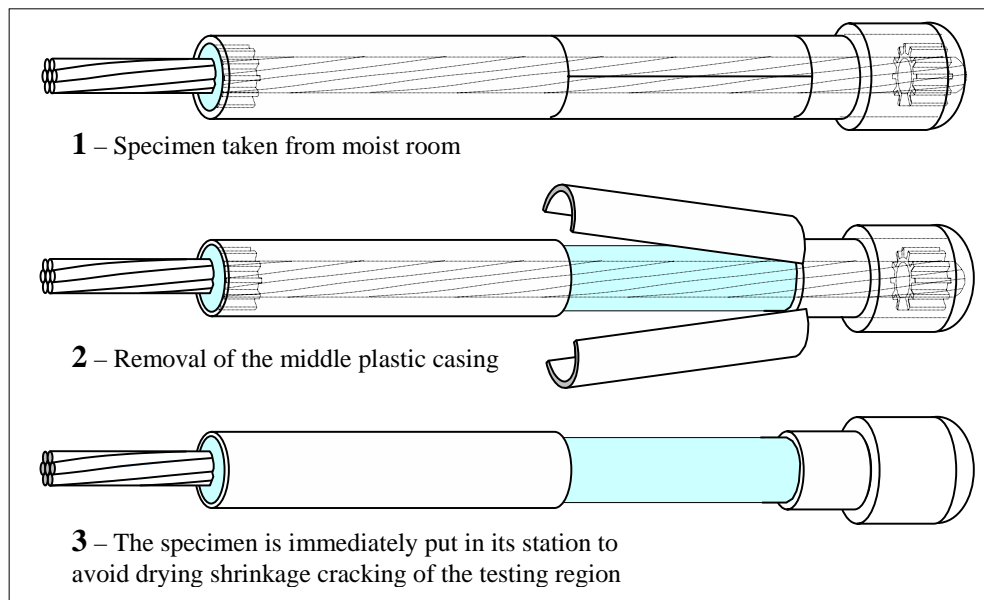 1 – Specimen taken from moist room
2 – Removal of the middle plastic casing
3 – The specimen is immediately put in its station to
avoid drying shrinkage cracking of the testing region